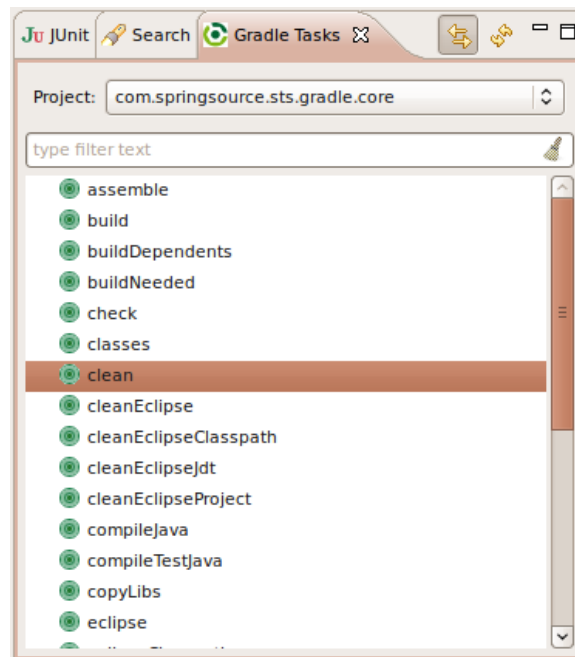 JUnit Search Gradle Tasks
Project: com.springsource.sts.gradle.core
type filter text
assemble
build
buildDependents
buildNeeded
check
classes
clean
cleanEclipse
cleanEclipseClasspath
cleanEclipseJdt
cleanEclipseProject
compileJava
compileTestJava
copyLibs
eclipse